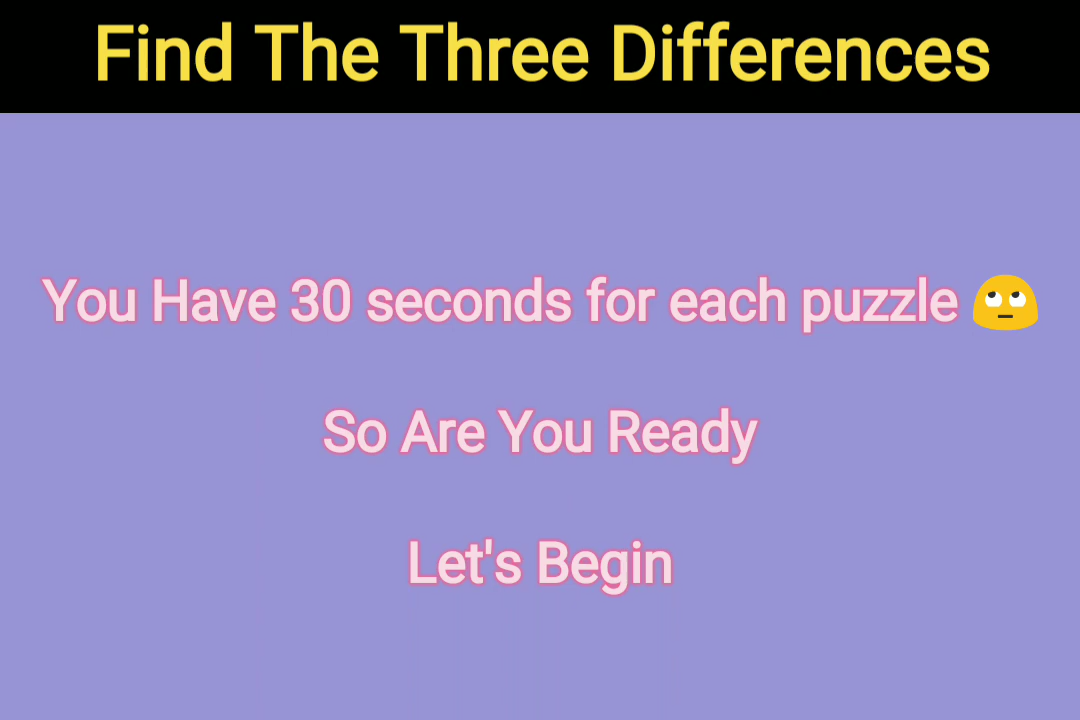 Find The Three Differences
You Have 30 seconds for each puzzle 🙄
So Are You Ready
Let's Begin